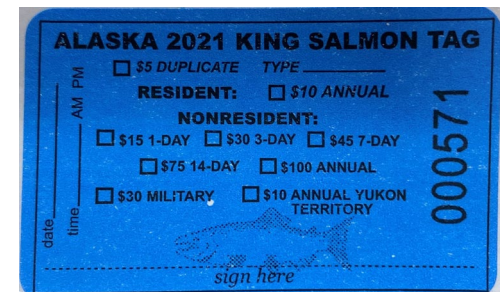 ALASKA 2021 KING SALMON TAG
$5 DUPLICATE TYPE
RESIDENT: $10 ANNUAL
NONRESIDENT:
$15 1-DAY $30 3-DAY $45 7-DAY
$75 14-DAY $100 ANNUAL
$30 MILITARY $10 ANNUAL YUKON
TERRITORY
date
time AM PM
000571
sign here